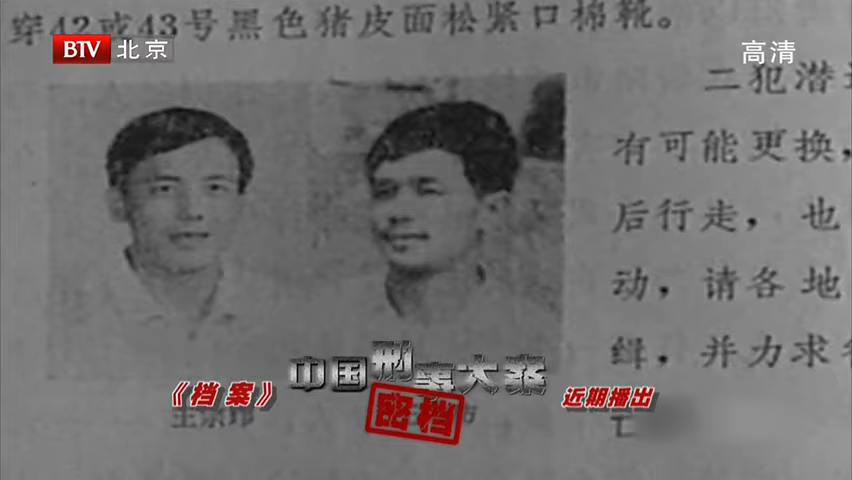 穿42或43号黑色猪皮面松紧口棉靴。
BTV 北京
高清
二犯潜
有可能更换，
后行走，也
动，请各地
缉，并力求
《档案》
中国刑事大案
密档
近期播出